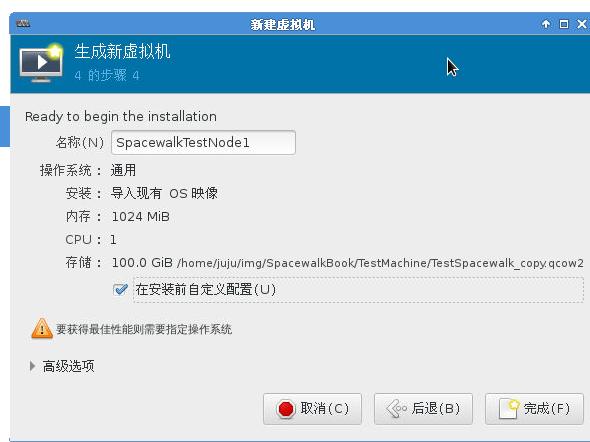 新建虚拟机
生成新虚拟机
4 的步骤 4
Ready to begin the installation
名称(N) SpacewalkTestNode1
操作系统： 通用
安装： 导入现有 OS 映像
内存： 1024 MiB
CPU： 1
存储： 100.0 GiB /home/juju/img/SpacewalkBook/TestMachine/TestSpacewalk_copy.qcow2
在安装前自定义配置(U)
要获得最佳性能则需要指定操作系统
高级选项
取消(C) 后退(B) 完成(F)